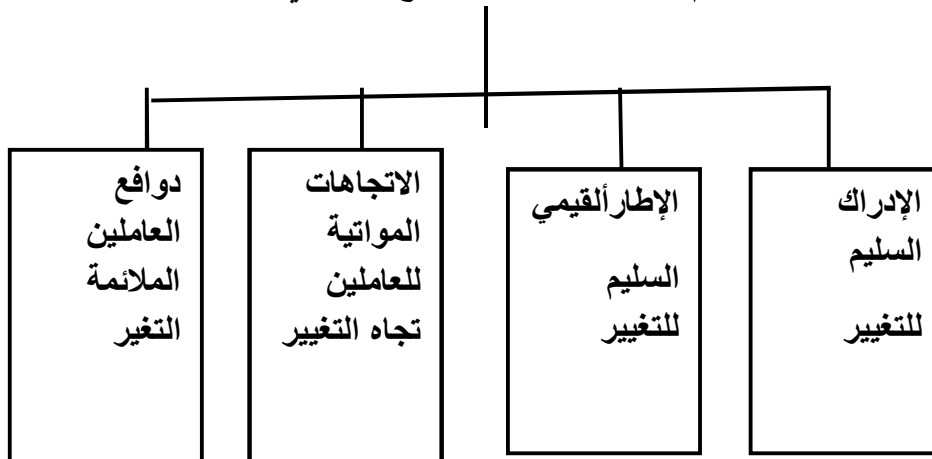 الإدراك
السليم
للتغيير
الإطارألقيمي
السليم
للتغيير
الاتجاهات
المواتية
للعاملين
تجاه التغيير
دوافع
العاملين
الملائمة
التغير